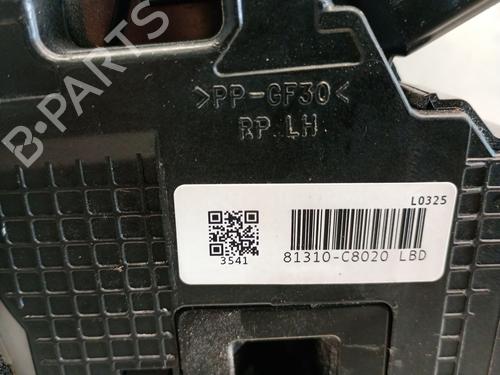 >PP-GF30<
RP LH
L0325
3541
81310-C8020 LBD
B-PARTS